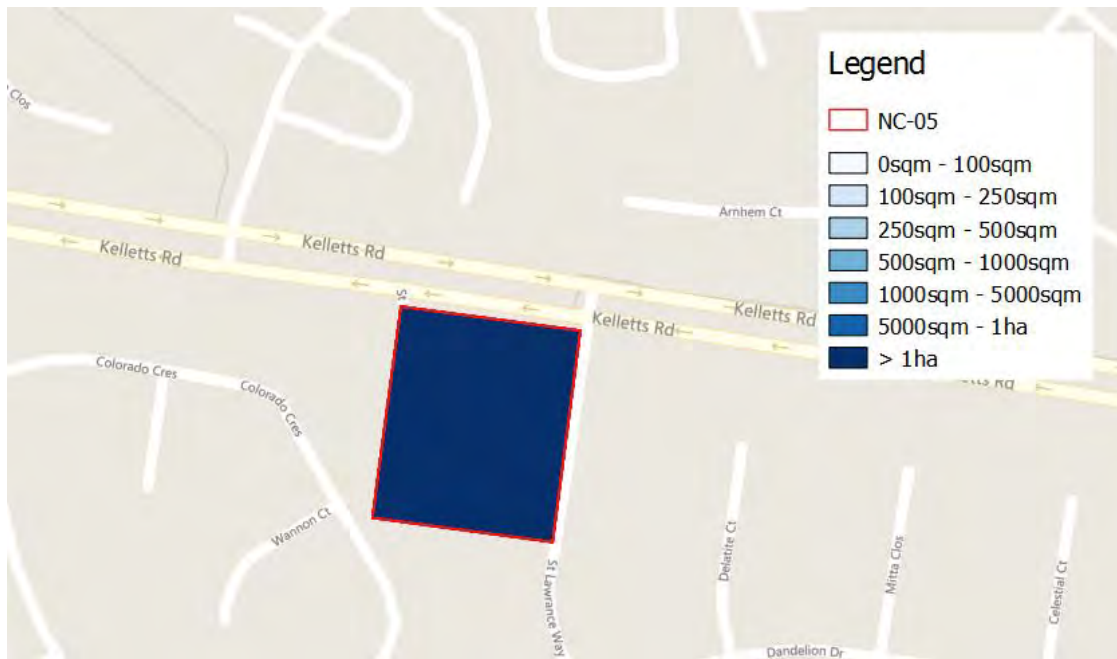 Legend
NC-05
0sqm - 100sqm
100sqm - 250sqm
250sqm - 500sqm
500sqm - 1000sqm
1000sqm - 5000sqm
5000sqm - 1ha
> 1ha
Clos
Arnhem Ct
Kelletts Rd
Kelletts Rd
St
Kelletts Rd
Kelletts Rd
Rd
Colorado Cres
Colorado Cres
Wannon Ct
St Lawrance Way
Delatite Ct
Mitta Clos
Celestial Ct
Dandelion Dr